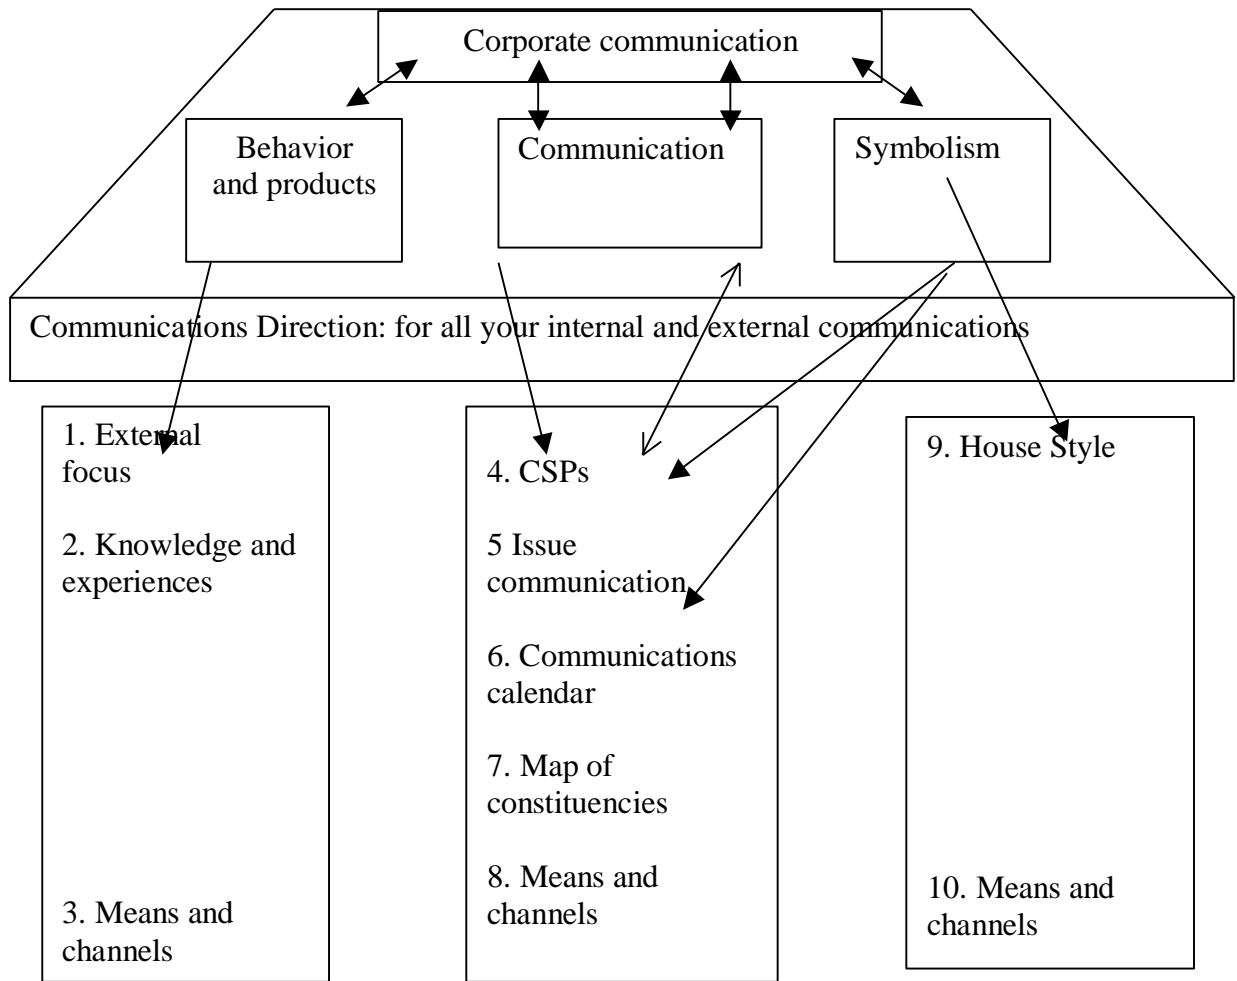 Corporate communication
Behavior
and products
Communication
Symbolism
Communications Direction: for all your internal and external communications
1. External
focus
2. Knowledge and
experiences
3. Means and
channels
4. CSPs
5 Issue
communication
6. Communications
calendar
7. Map of
constituencies
8. Means and
channels
9. House Style
10. Means and
channels